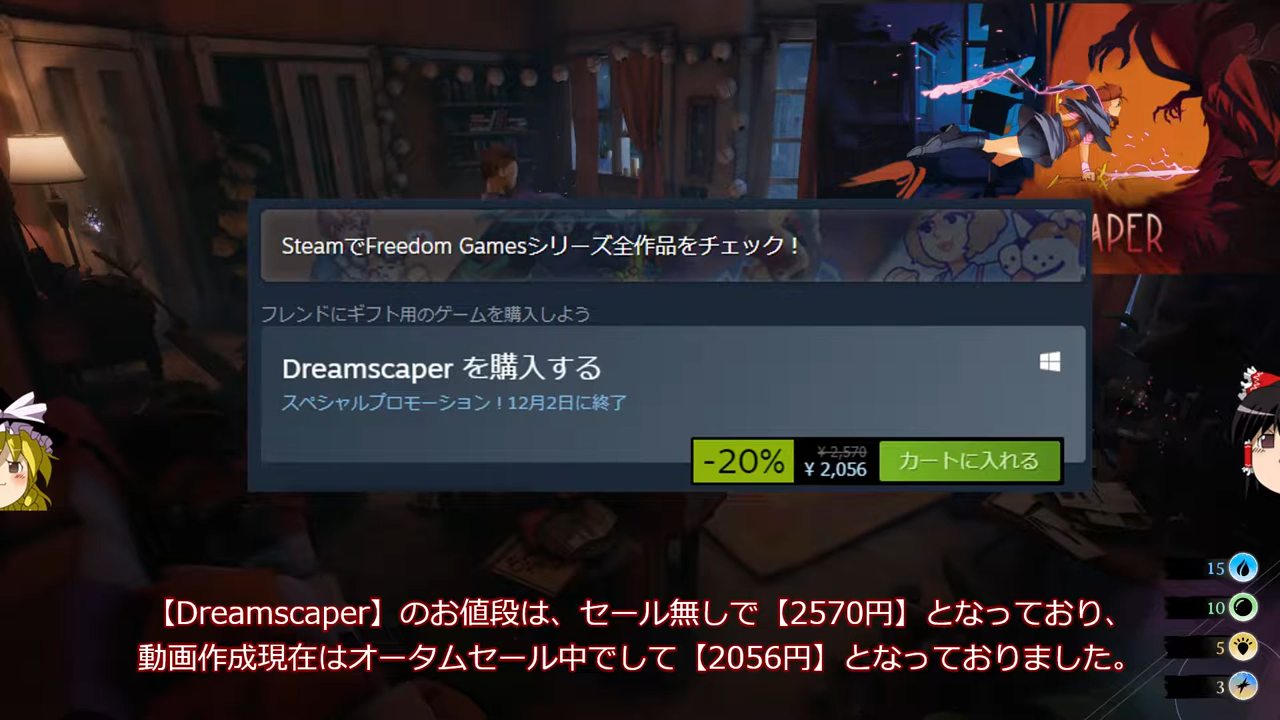 APER
SteamでFreedom Gamesシリーズ全作品をチェック！
フレンドにギフト用のゲームを購入しよう
Dreamscaper を購入する
スペシャルプロモーション！12月2日に終了
-20%
¥ 2,570
¥ 2,056
カートに入れる
15
10
5
3
【Dreamscaper】のお値段は、セール無しで【2570円】となっており、
動画作成現在はオータムセール中でして【2056円】となっておりました。